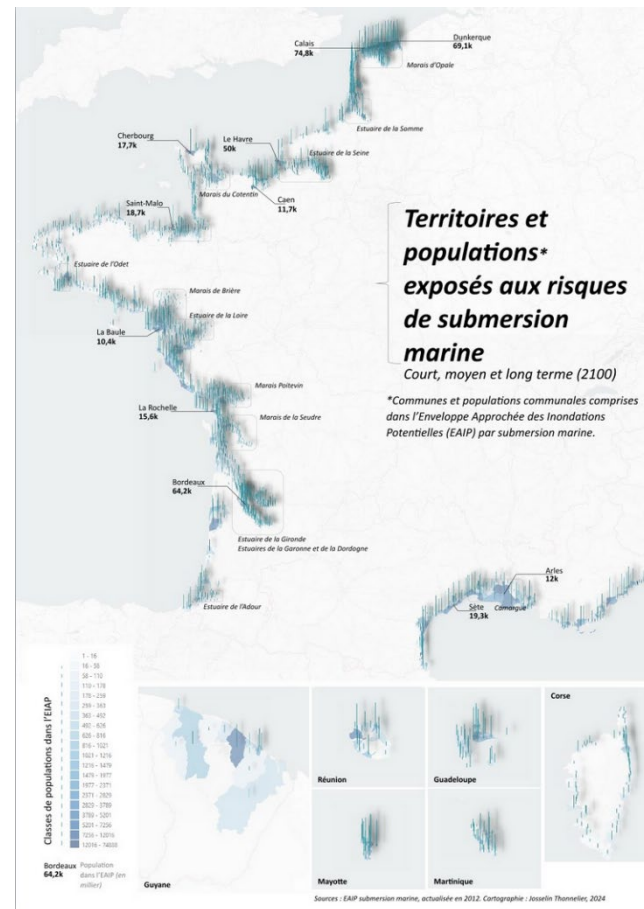 Dunkerque
69,1k
Calais
74,8k
Marais d'Opale
Estuaire de la Somme
Cherbourg
17,7k
Le Havre
50k
Estuaire de la Seine
Marais du Cotentin
Caen
11,7k
Saint-Malo
18,7k
Territoires et
populations*
exposés aux risques
de submersion
marine
Court, moyen et long terme (2100)
*Communes et populations communales comprises
dans l'Enveloppe Approchée des Inondations
Potentielles (EAIP) par submersion marine.
Estuaire de l'Odet
Marais de Brière
Estuaire de la Loire
La Baule
10,4k
Marais Poitevin
La Rochelle
15,6k
Marais de la Seudre
Bordeaux
64,2k
Estuaire de la Gironde
Estuaires de la Garonne et de la Dordogne
Arles
12k
Sète
19,3k
Camargue
Estuaire de l'Adour
Classes de populations dans l'EIAP
1 - 16
Bordeaux
64,2k
Population
dans l'EAIP (en
millier)
Guyane
Réunion
Guadeloupe
Mayotte
Martinique
Corse
Sources : EAIP submersion marine, actualisée en 2012. Cartographie : Josselin Thonnelier, 2024